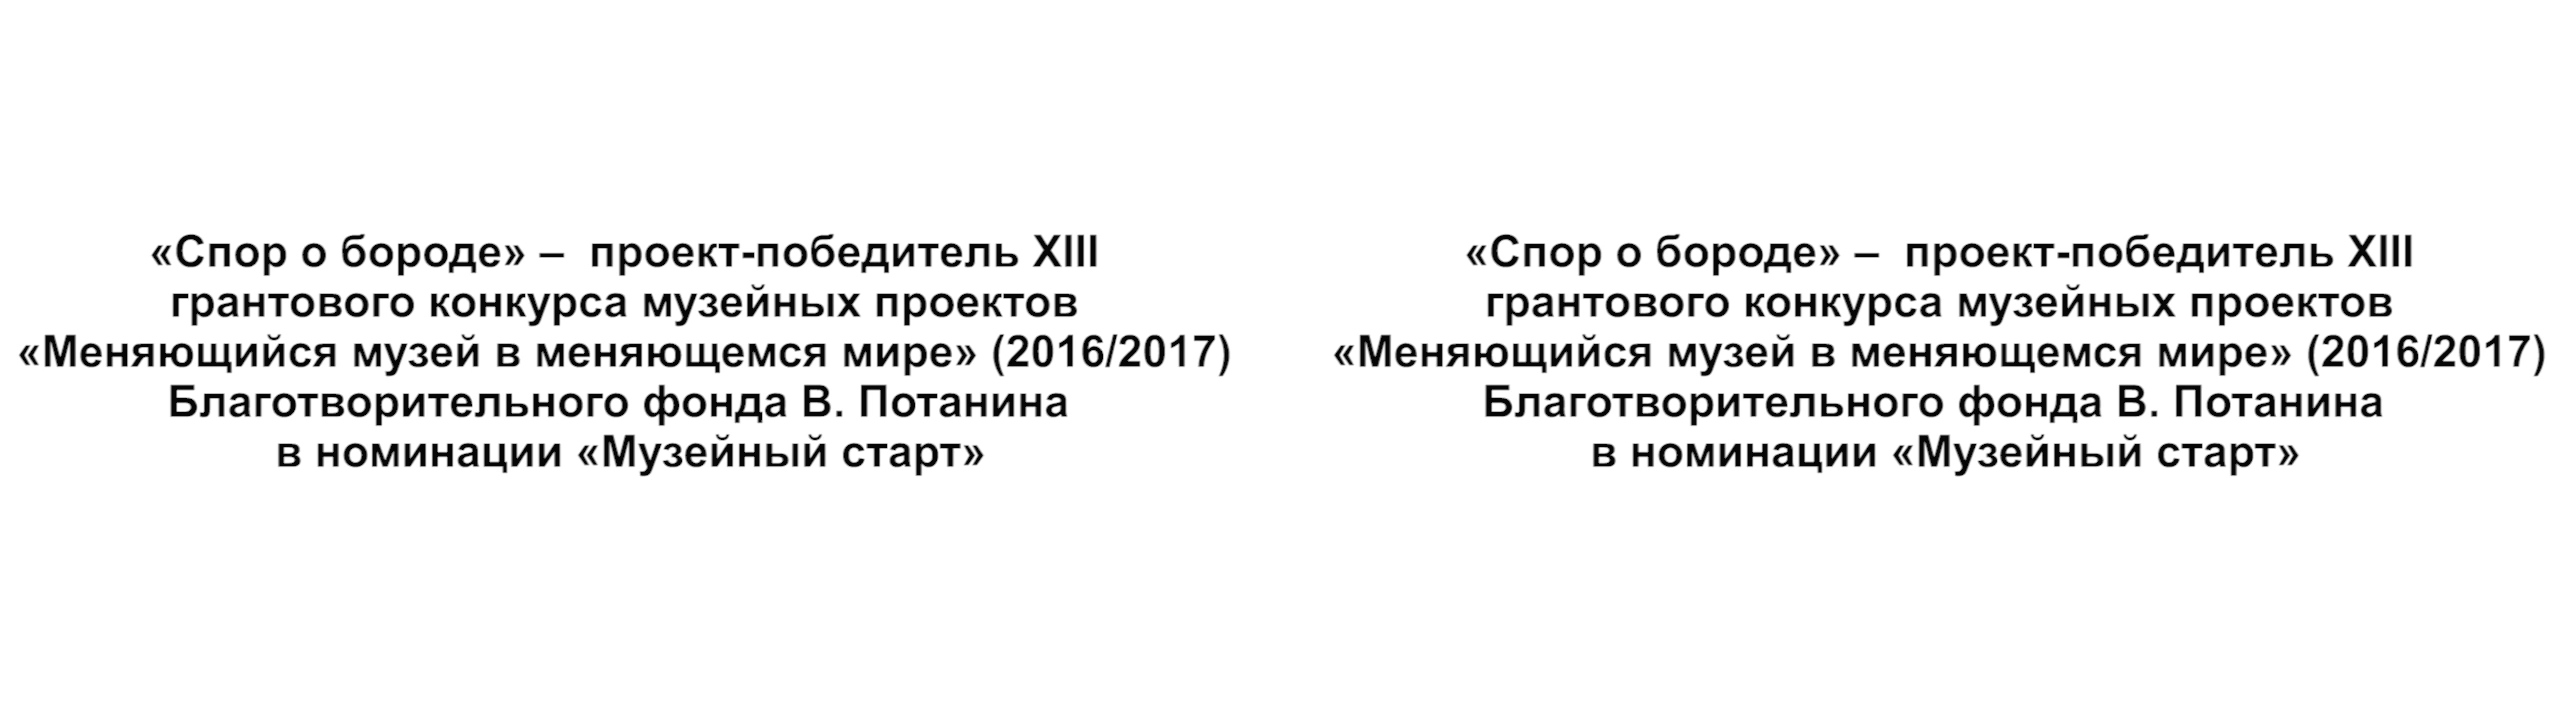 «Спор о бороде» –  проект-победитель XIII
грантового конкурса музейных проектов
«Меняющийся музей в меняющемся мире» (2016/2017)
Благотворительного фонда В. Потанина
в номинации «Музейный старт»
«Спор о бороде» –  проект-победитель XIII
грантового конкурса музейных проектов
«Меняющийся музей в меняющемся мире» (2016/2017)
Благотворительного фонда В. Потанина
в номинации «Музейный старт»